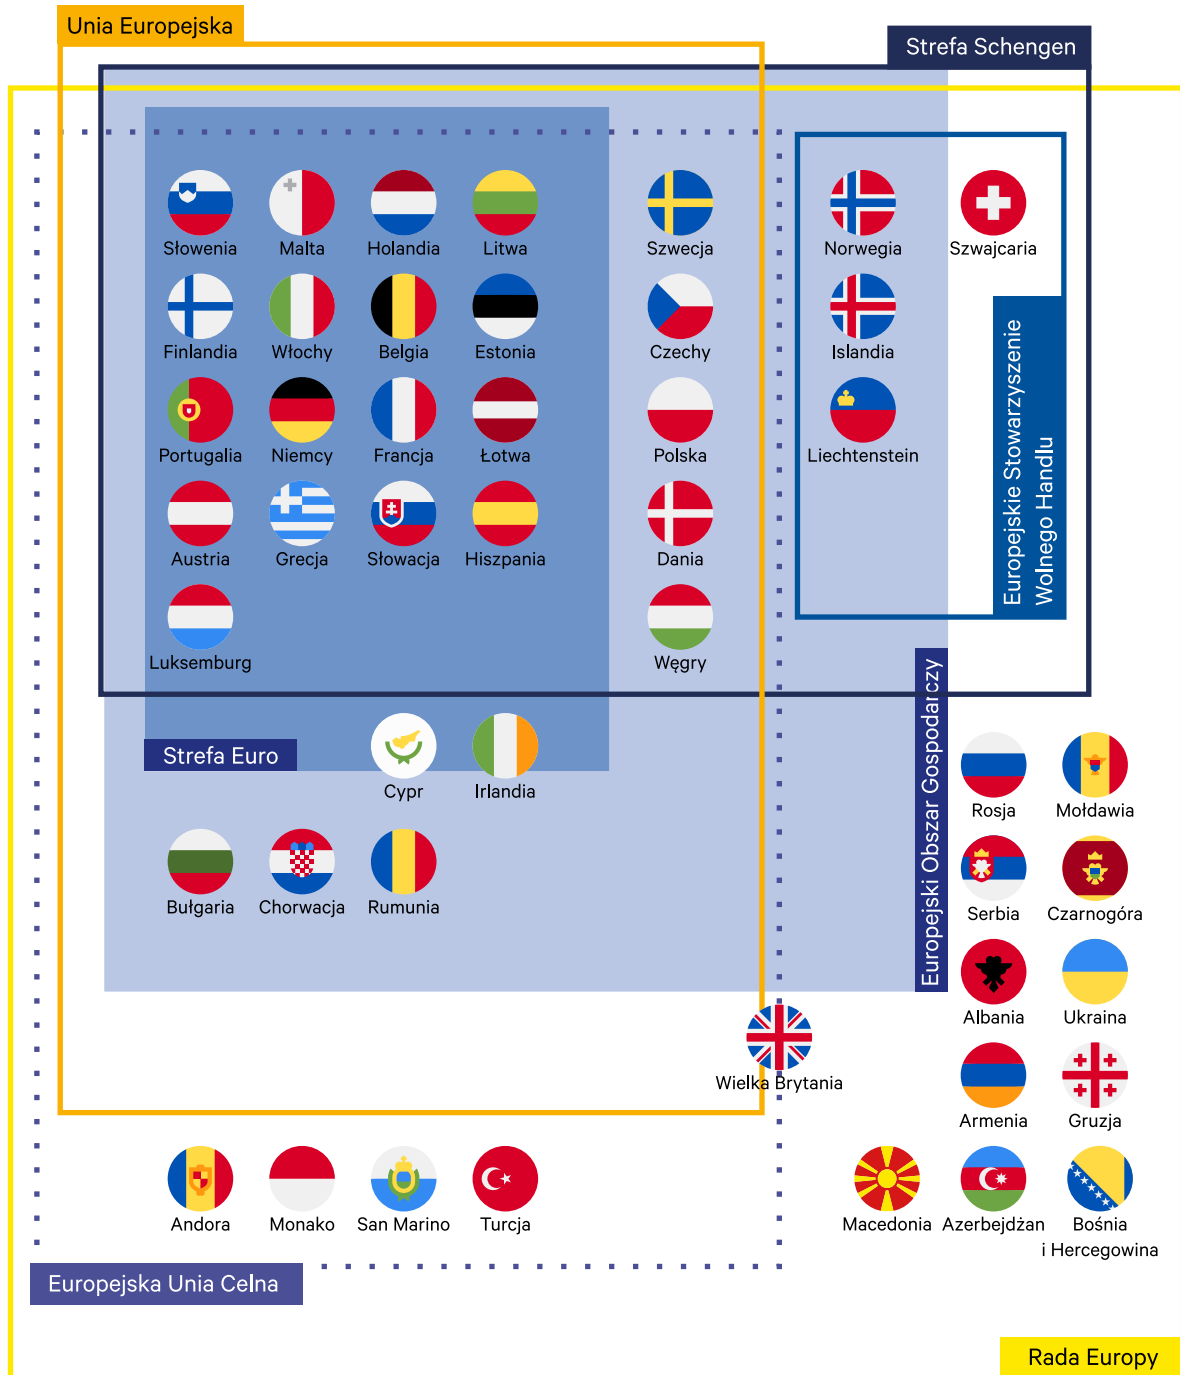 Unia Europejska
Strefa Schengen
Słowenia
Malta
Holandia
Litwa
Szwecja
Norwegia
Szwajcaria
Finlandia
Włochy
Belgia
Estonia
Czechy
Islandia
Portugalia
Niemcy
Francja
Łotwa
Polska
Liechtenstein
Europejskie Stowarzyszenie
Wolnego Handlu
Austria
Grecja
Słowacja
Hiszpania
Dania
Luksemburg
Węgry
Europejski Obszar Gospodarczy
Strefa Euro
Cypr
Irlandia
Rosja
Mołdawia
Bułgaria
Chorwacja
Rumunia
Serbia
Czarnogóra
Albania
Ukraina
Wielka Brytania
Armenia
Gruzja
Andora
Monako
San Marino
Turcja
Macedonia
Azerbejdżan
Bośnia
i Hercegowina
Europejska Unia Celna
Rada Europy